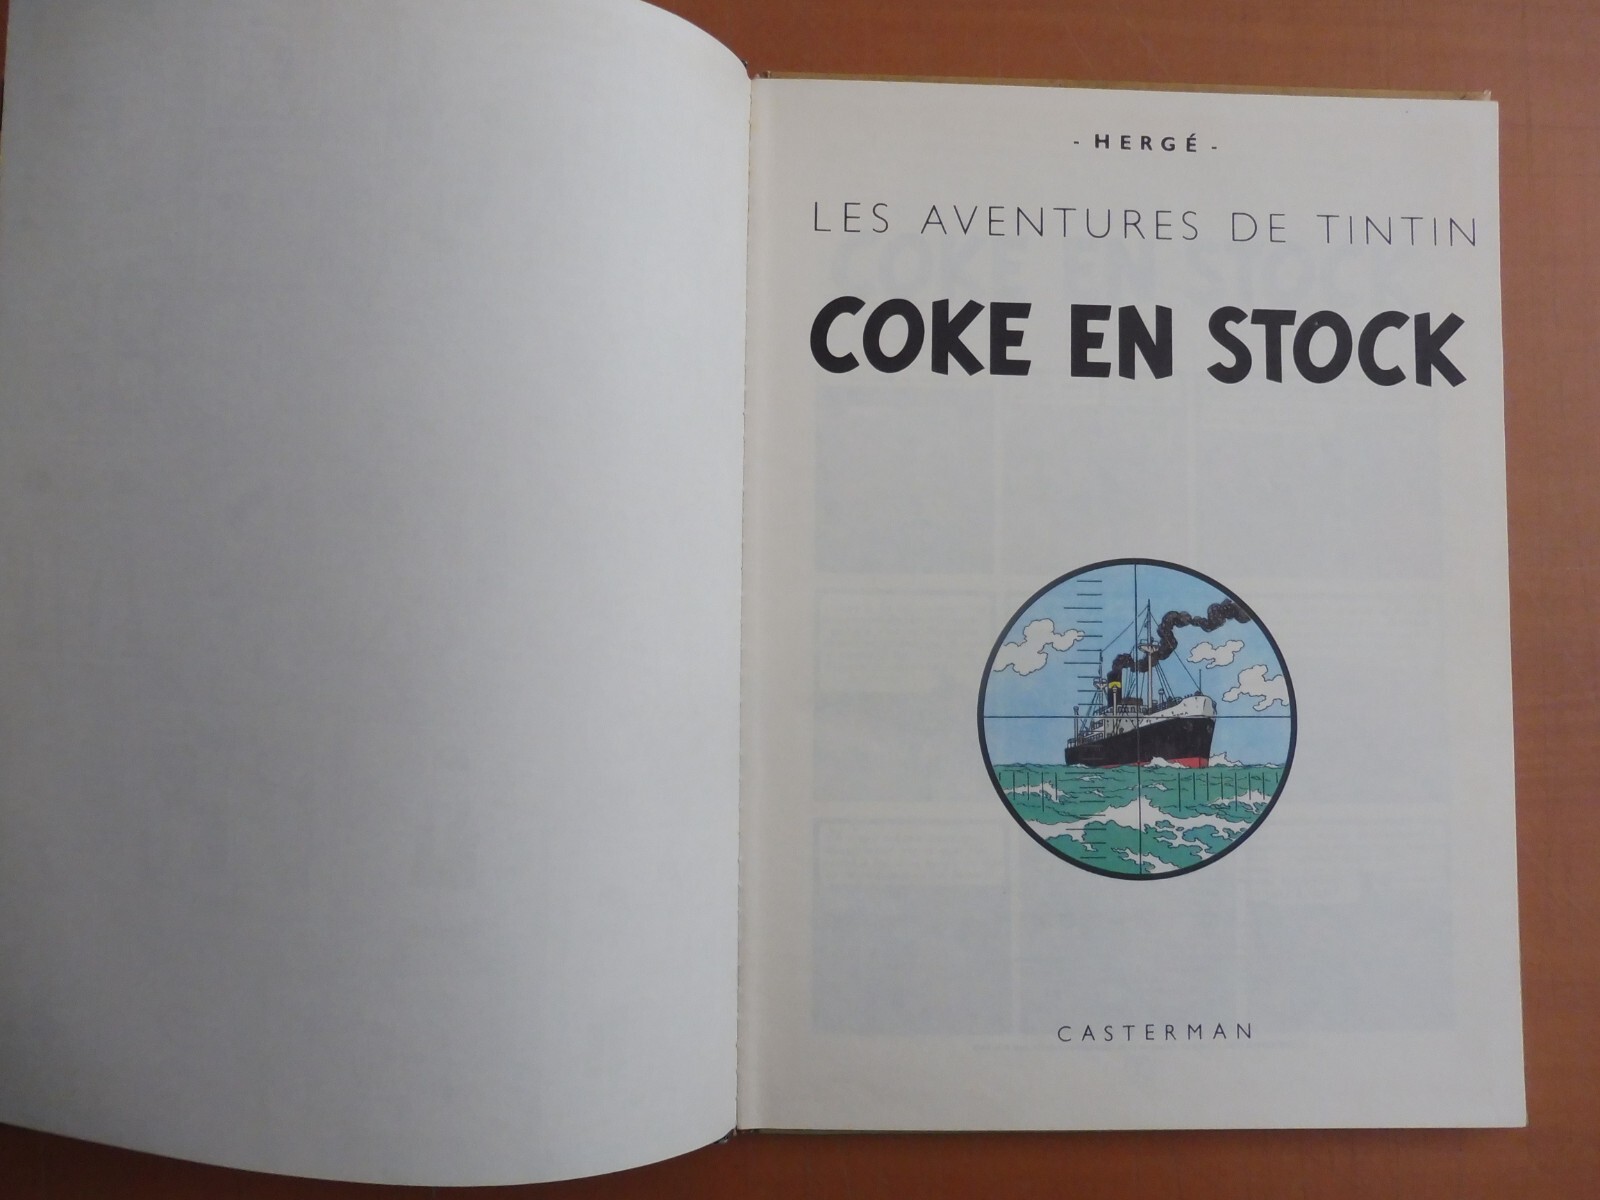 - HERGÉ -
LES AVENTURES DE TINTIN
COKE EN STOCK
CASTERMAN